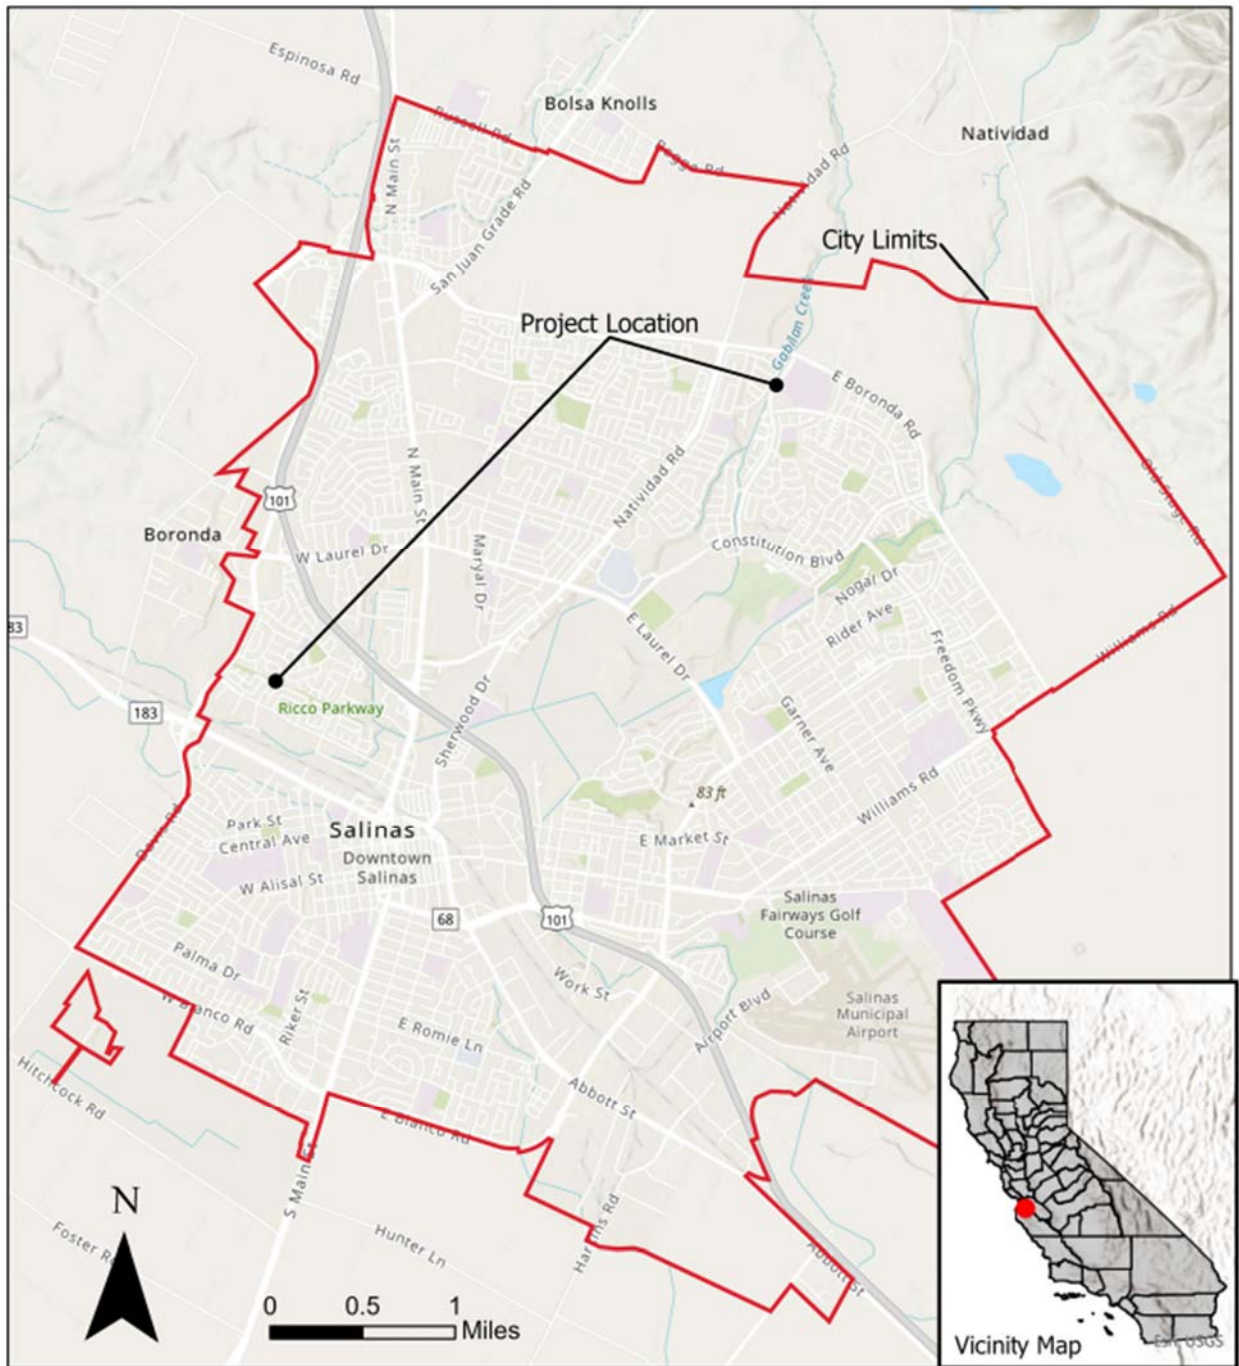 Espinosa Rd
Bolsa Knolls
Russell Rd
Natividad
Rogge Rd
Natividad Rd
N Main St
San Juan Grade Rd
City Limits
Project Location
Gabilan Creek
E Boronda Rd
N Main St
Natividad Rd
Old Stage Rd
101
Boronda
W Laurel Dr
Maryal Dr
Constitution Blvd
Nogal Dr
Rider Ave
E Laurel Dr
Freedom Pkwy
Williams Rd
83
183
Ricco Parkway
Sherwood Dr
Garner Ave
83 ft
Williams Rd
Davis Rd
Park St
Central Ave
Salinas
Downtown
Salinas
E Market St
W Alisal St
68
101
Salinas
Fairways Golf
Course
Palma Dr
Work St
W Blanco Rd
Riker St
E Romie Ln
Airport Blvd
Salinas
Municipal
Airport
Hitchcock Rd
Abbott St
E Blanco Rd
S Main St
N
Foster Rd
Hunter Ln
Harkins Rd
Abbott St
0 0.5 1
Miles
Vicinity Map
Esri, USGS